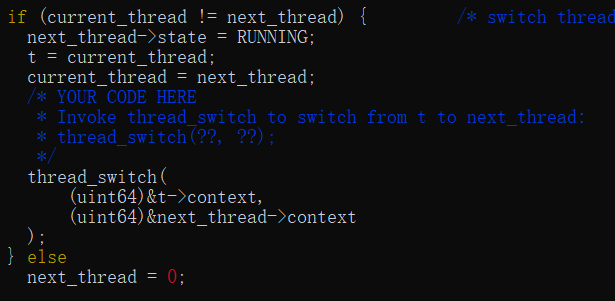 if (current_thread != next_thread) {         /* switch thread
  next_thread->state = RUNNING;
  t = current_thread;
  current_thread = next_thread;
  /* YOUR CODE HERE
   * Invoke thread_switch to switch from t to next_thread:
   * thread_switch(??, ??);
   */
  thread_switch(
      (uint64)&t->context,
      (uint64)&next_thread->context
  );
} else
  next_thread = 0;